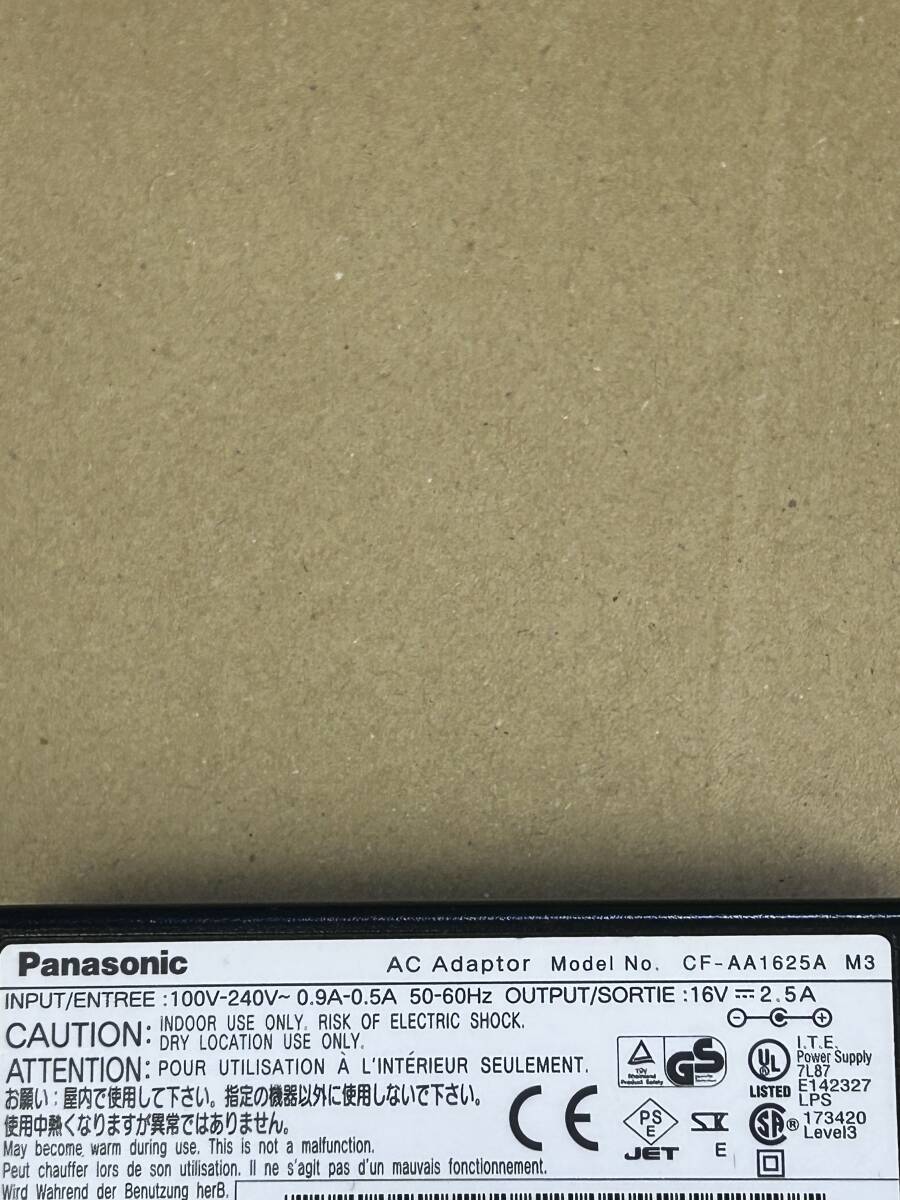 Panasonic AC Adaptor Model No. CF-AA1625A M3
INPUT/ENTREE :100V-240V~ 0.9A-0.5A 50-60Hz OUTPUT/SORTIE :16V⎓2.5A
CAUTION: INDOOR USE ONLY. RISK OF ELECTRIC SHOCK.
DRY LOCATION USE ONLY.
ATTENTION: POUR UTILISATION À L'INTÉRIEUR SEULEMENT.
お願い：屋内で使用して下さい。指定の機器以外に使用しないで下さい。
使用中熱くなりますが異常ではありません。
May become warm during use. This is not a malfunction.
Peut chauffer lors de son utilisation. Il ne s'agit pas d'un mauvais fonctionnement.
Wird Wahrend der Benutzung herB.
CE
TÜV
Rheinland
Product Safety
GS
PS
E
JET
E
UL
LISTED
I.T.E.
Power Supply
7L87
E142327
LPS
SA®
173420
Level3